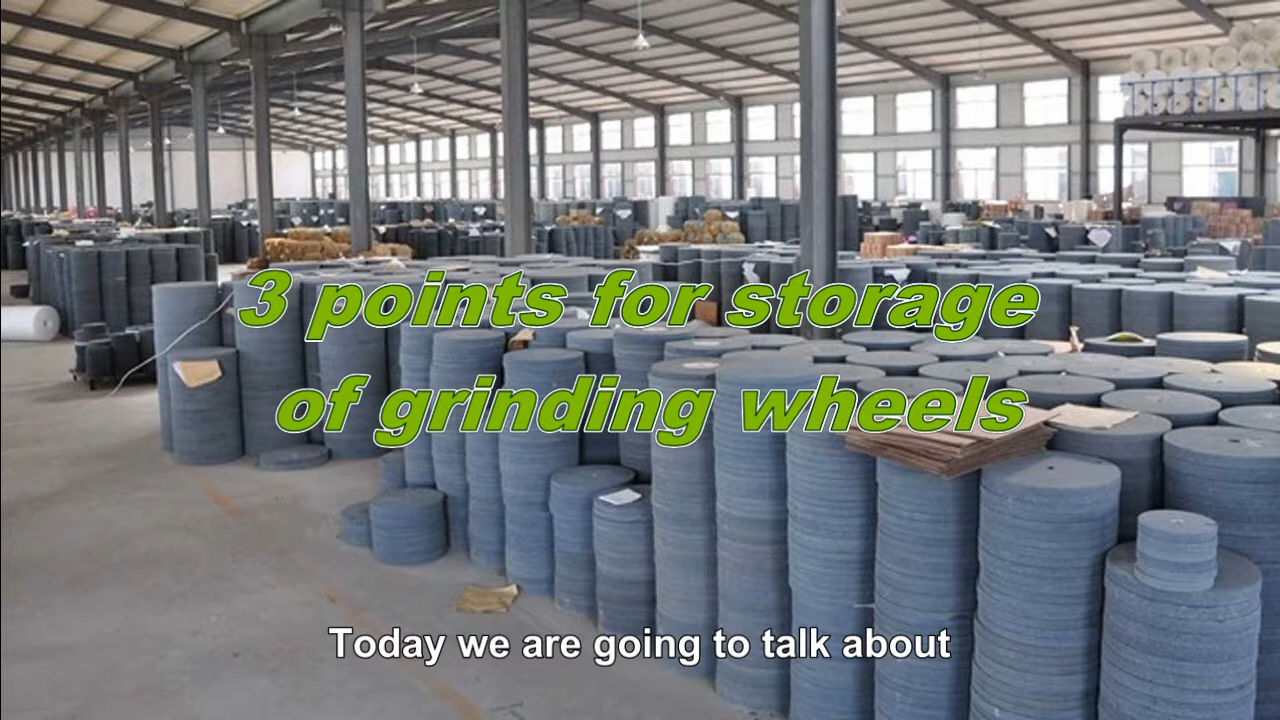 3 points for storage
of grinding wheels
Today we are going to talk about